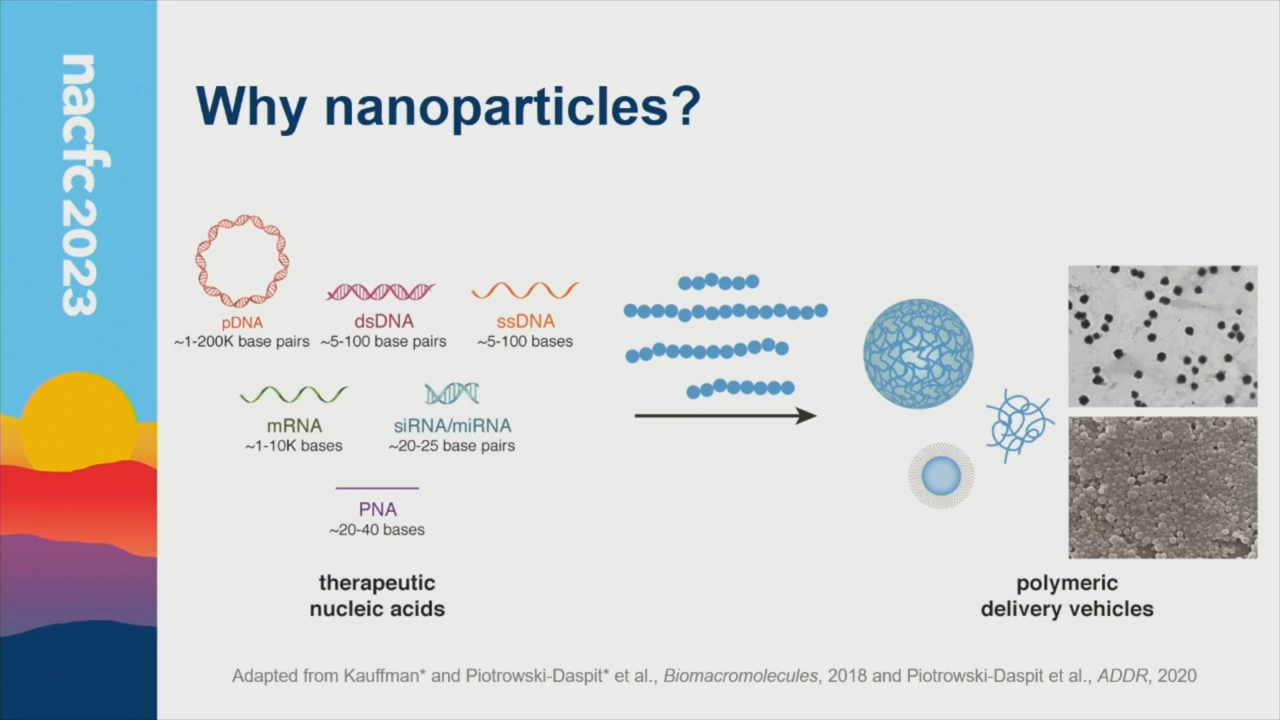 nacfc 2023
Why nanoparticles?
pDNA
~1-200K base pairs
dsDNA
~5-100 base pairs
ssDNA
~5-100 bases
mRNA
~1-10K bases
siRNA/miRNA
~20-25 base pairs
PNA
~20-40 bases
therapeutic
nucleic acids
polymeric
delivery vehicles
Adapted from Kauffman* and Piotrowski-Daspit* et al., Biomacromolecules, 2018 and Piotrowski-Daspit et al., ADDR, 2020